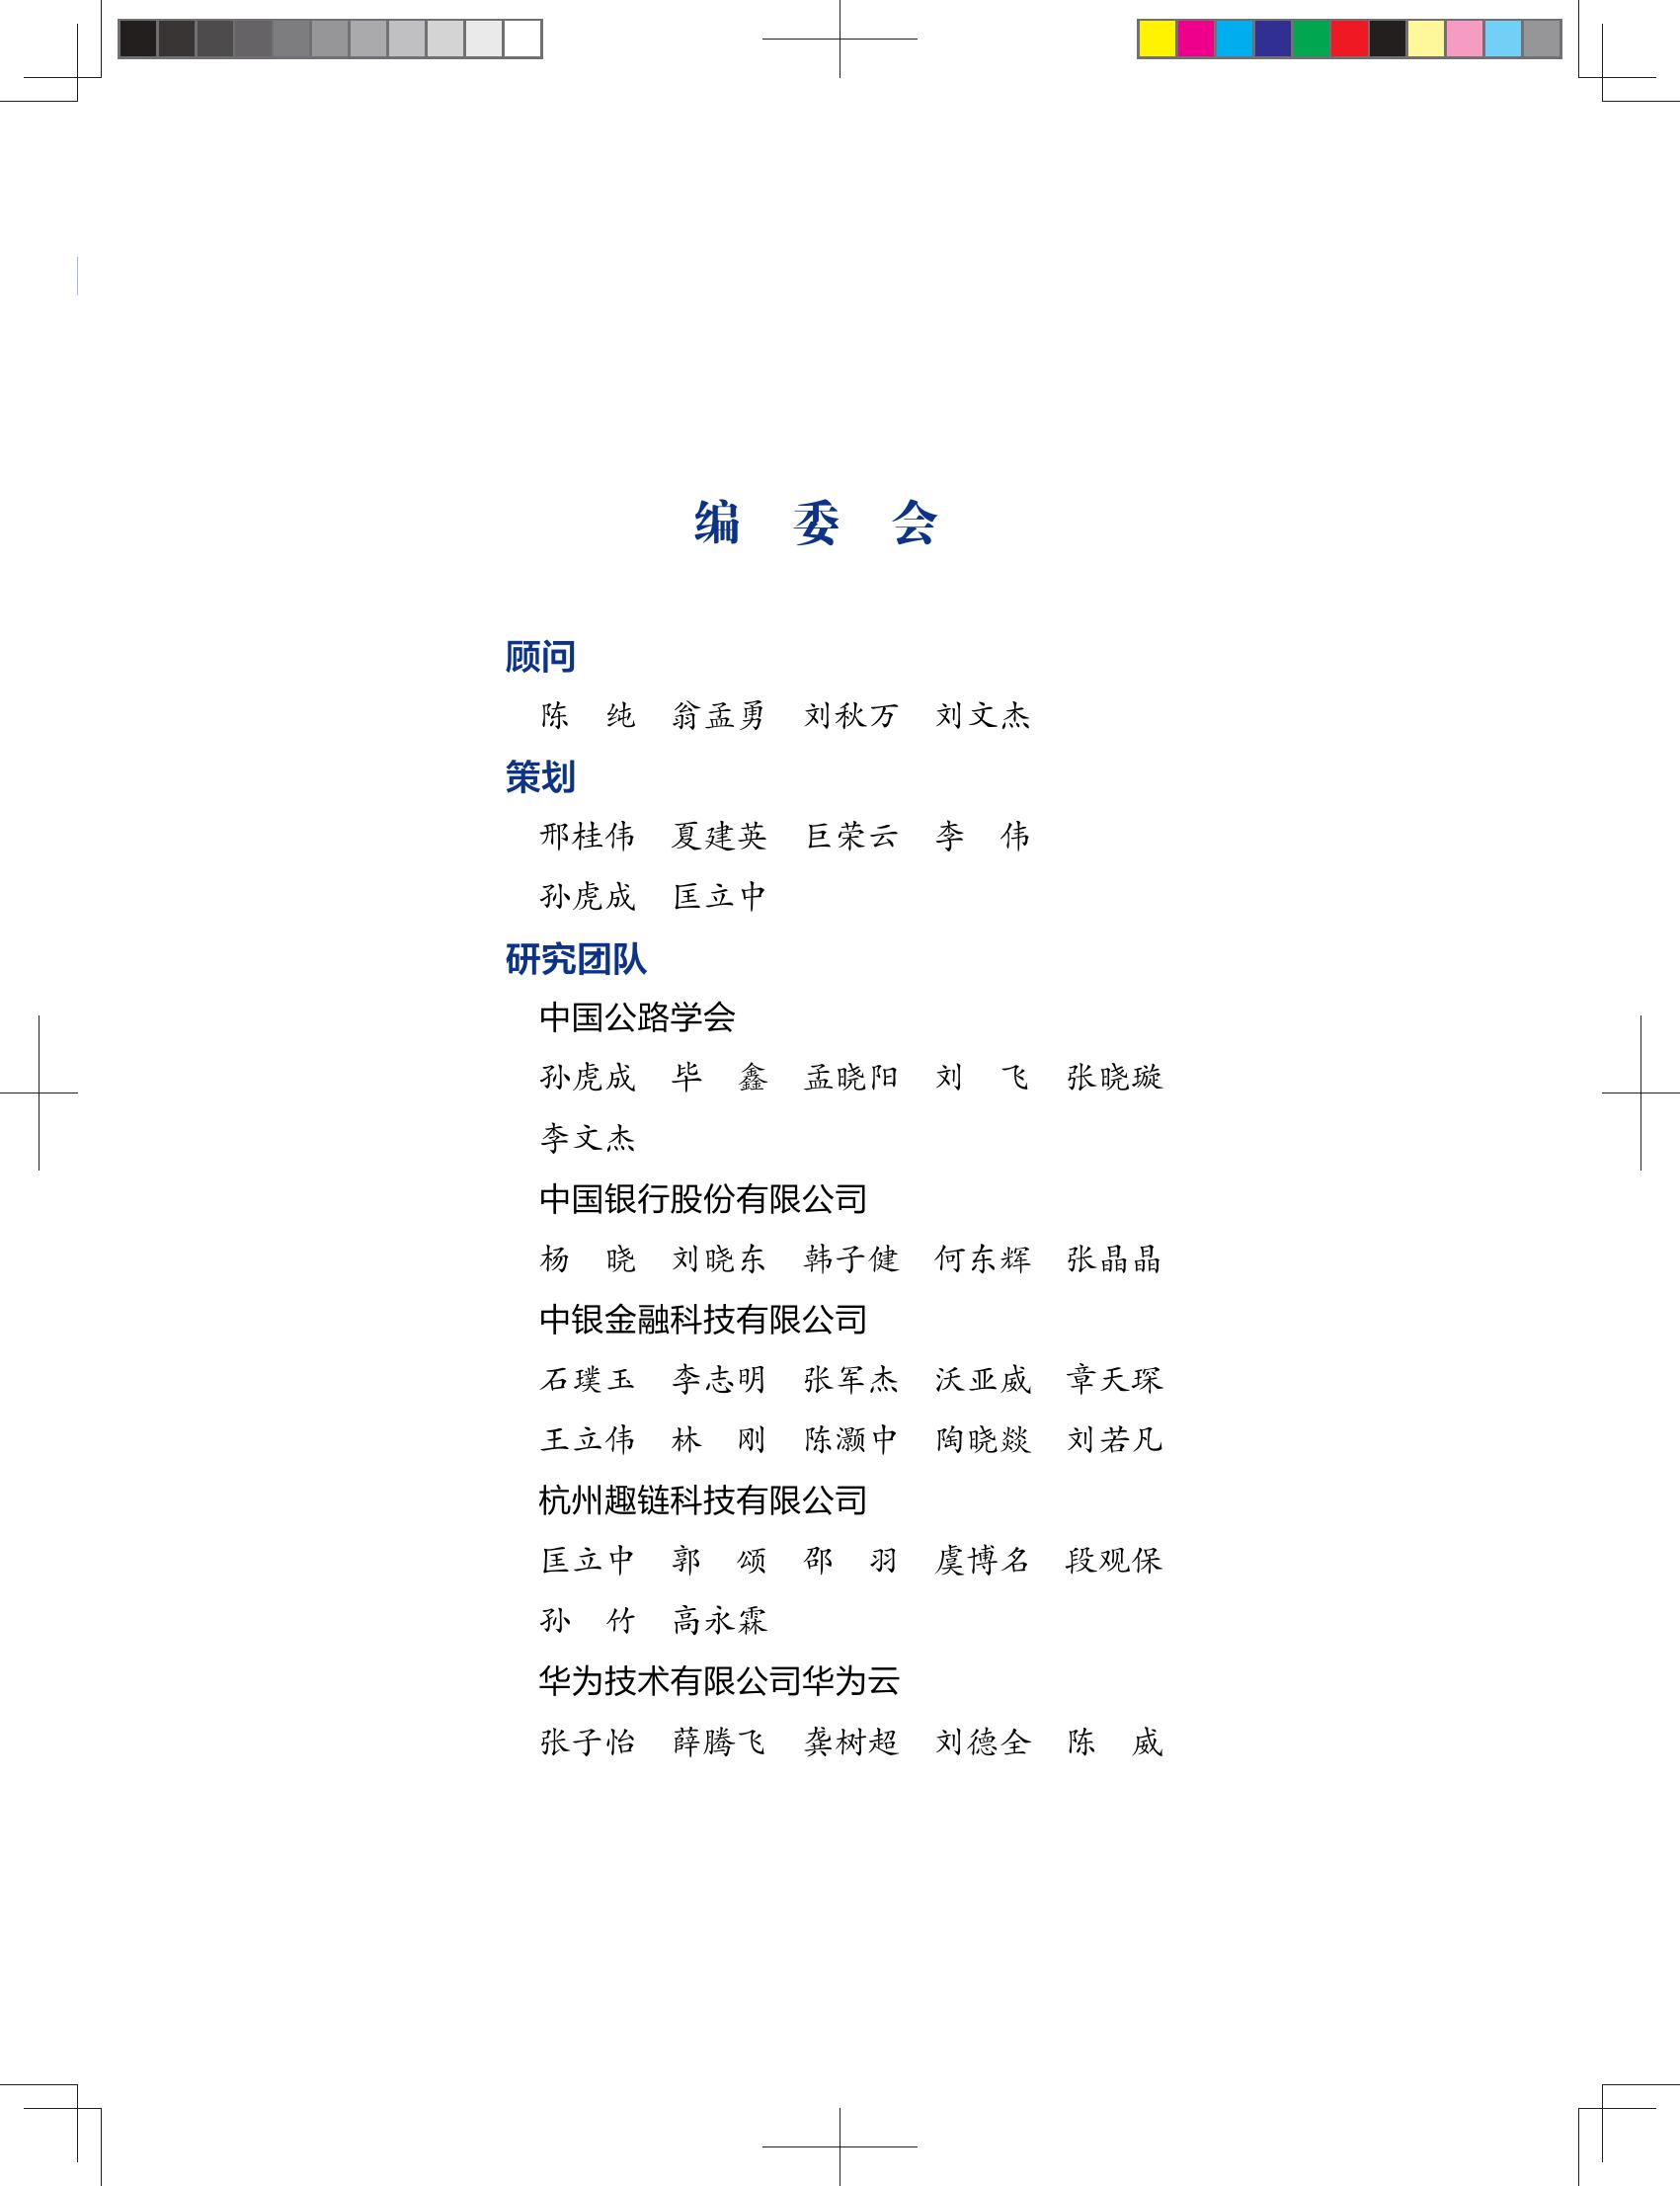 编 委 会
顾问
陈　纯　翁孟勇　刘秋万　刘文杰
策划
邢桂伟　夏建英　巨荣云　李　伟
孙虎成　匡立中
研究团队
中国公路学会
孙虎成　毕　鑫　孟晓阳　刘　飞　张晓璇
李文杰
中国银行股份有限公司
杨　晓　刘晓东　韩子健　何东辉　张晶晶
中银金融科技有限公司
石璞玉　李志明　张军杰　沃亚威　章天琛
王立伟　林　刚　陈灏中　陶晓燚　刘若凡
杭州趣链科技有限公司
匡立中　郭　颂　邵　羽　虞博名　段观保
孙　竹　高永霖
华为技术有限公司华为云
张子怡　薛腾飞　龚树超　刘德全　陈　威